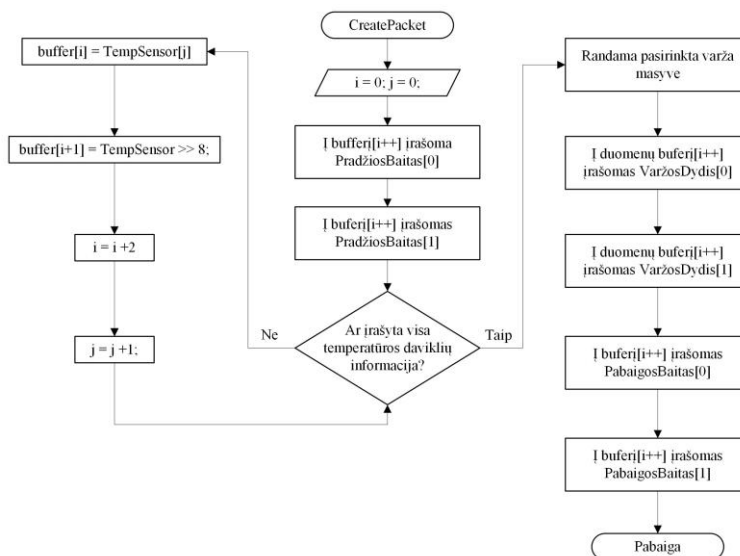 CreatePacket
i = 0; j = 0;
Į bufferį[i++] įrašoma
PradžiosBaitas[0]
Į buferį[i++] įrašomas
PradžiosBaitas[1]
Ar įrašyta visa
temperatūros daviklių
informacija?
Ne
buffer[i] = TempSensor[j]
buffer[i+1] = TempSensor >> 8;
i = i +2
j = j +1;
Taip
Randama pasirinkta varža
masyve
Į duomenų buferį[i++]
įrašomas VaržosDydis[0]
Į duomenų buferį[i++]
įrašomas VaržosDydis[1]
Į buferį[i++] įrašomas
PabaigosBaitas[0]
Į buferį[i++] įrašomas
PabaigosBaitas[1]
Pabaiga